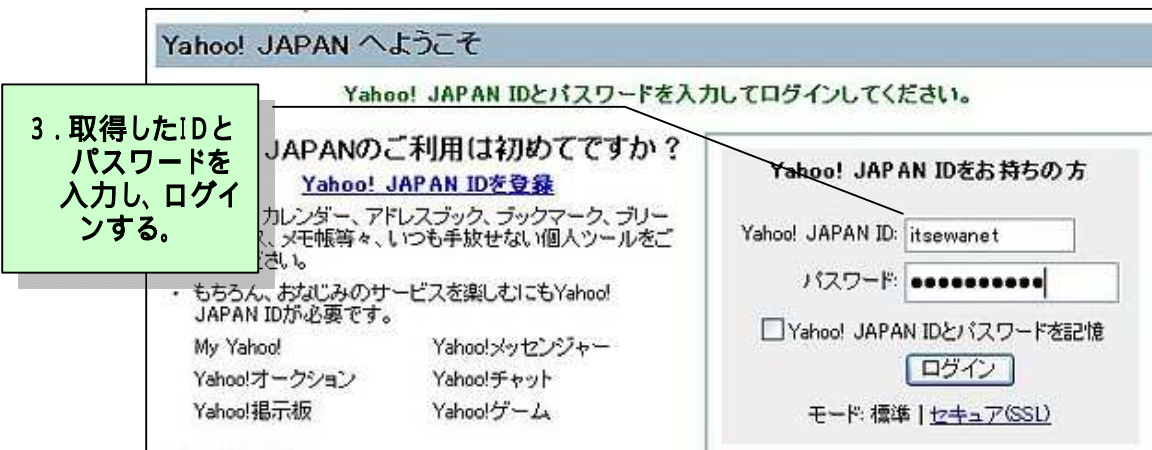 Yahoo! JAPAN へようこそ
Yahoo! JAPAN IDとパスワードを入力してログインしてください。
3.取得したIDと
パスワードを
入力し、ログイ
ンする。
JAPANのご利用は初めてですか?
Yahoo! JAPAN IDを登録
カレンダー、アドレスブック、ブックマーク、ブリー
、メモ帳等々、いつも手放せない個人ツールをご
ださい。
・ もちろん、おなじみのサービスを楽しむにもYahoo!
JAPAN IDが必要です。
My Yahoo! Yahoo!メッセンジャー
Yahoo!オークション Yahoo!チャット
Yahoo!掲示板 Yahoo!ゲーム
Yahoo! JAPAN IDをお持ちの方
Yahoo! JAPAN ID: itsewanet
パスワード: ●●●●●●●●●●
Yahoo! JAPAN IDとパスワードを記憶
ログイン
モード: 標準 | セキュア(SSL)